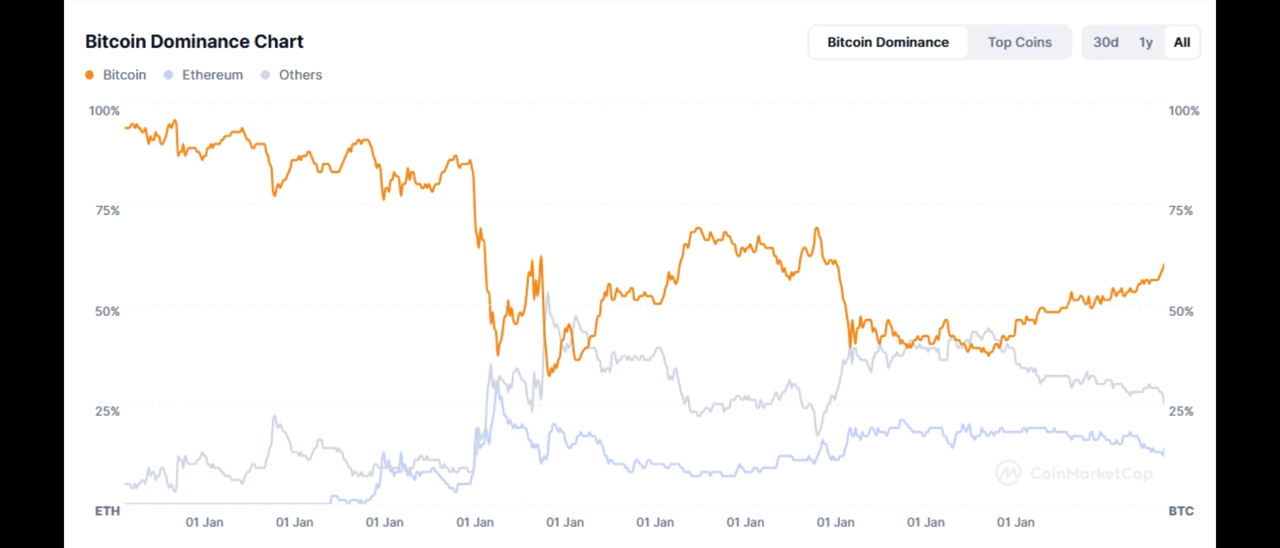 Bitcoin Dominance Chart
Bitcoin Dominance Top Coins 30d 1y All
Bitcoin Ethereum Others
100% 100%
75% 75%
50% 50%
25% 25%
CoinMarketCap
ETH BTC
01 Jan 01 Jan 01 Jan 01 Jan 01 Jan 01 Jan 01 Jan 01 Jan 01 Jan 01 Jan